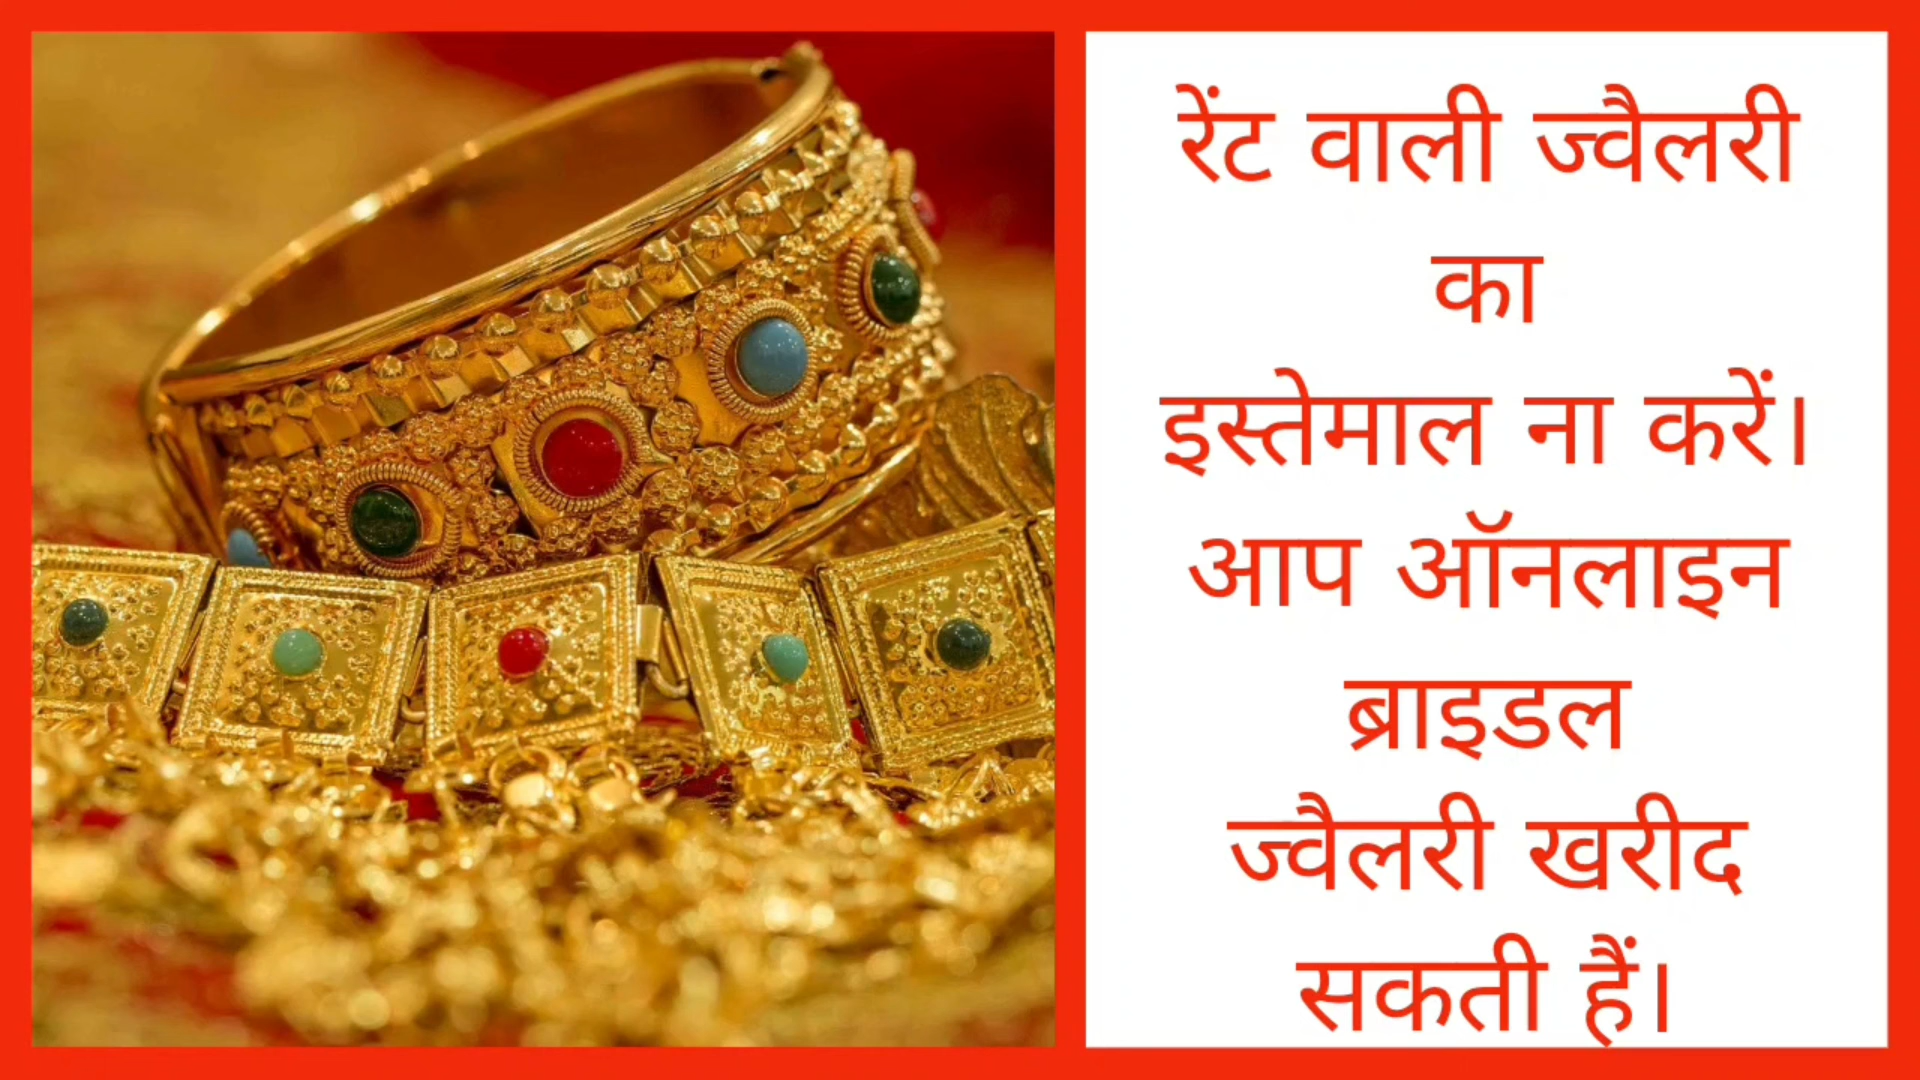 रेंट वाली ज्वैलरी
का
इस्तेमाल ना करें।
आप ऑनलाइन
ब्राइडल
ज्वैलरी खरीद
सकती हैं।